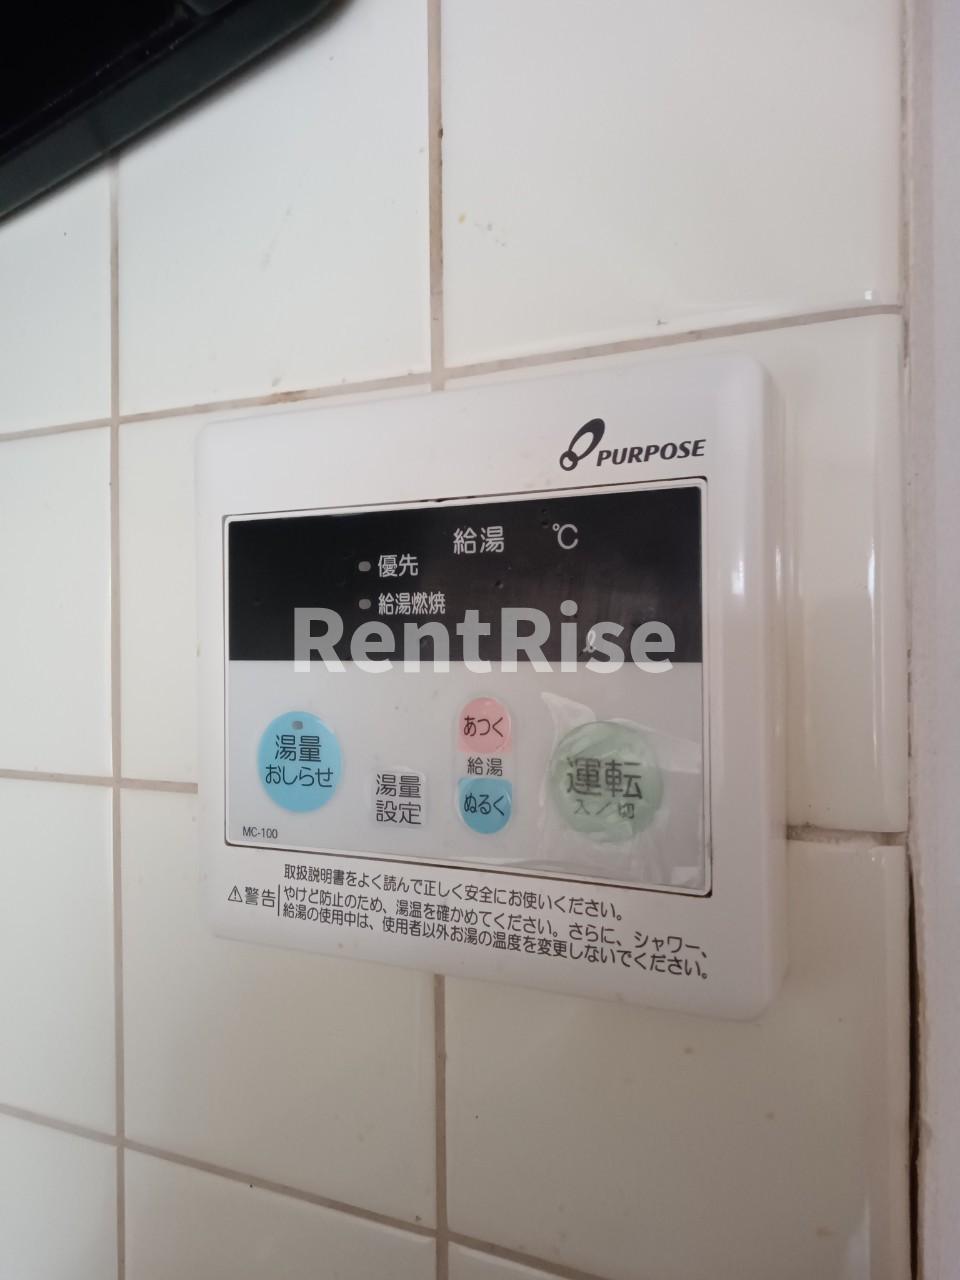 PURPOSE
給湯 ℃
優先
給湯燃焼
RentRise
ℓ
湯量
おしらせ
湯量
設定
あつく
給湯
ぬるく
運転
入/切
MC-100
取扱説明書をよく読んで正しく安全にお使いください。
⚠警告
やけど防止のため、湯温を確かめてください。さらに、シャワー、
給湯の使用中は、使用者以外お湯の温度を変更しないでください。